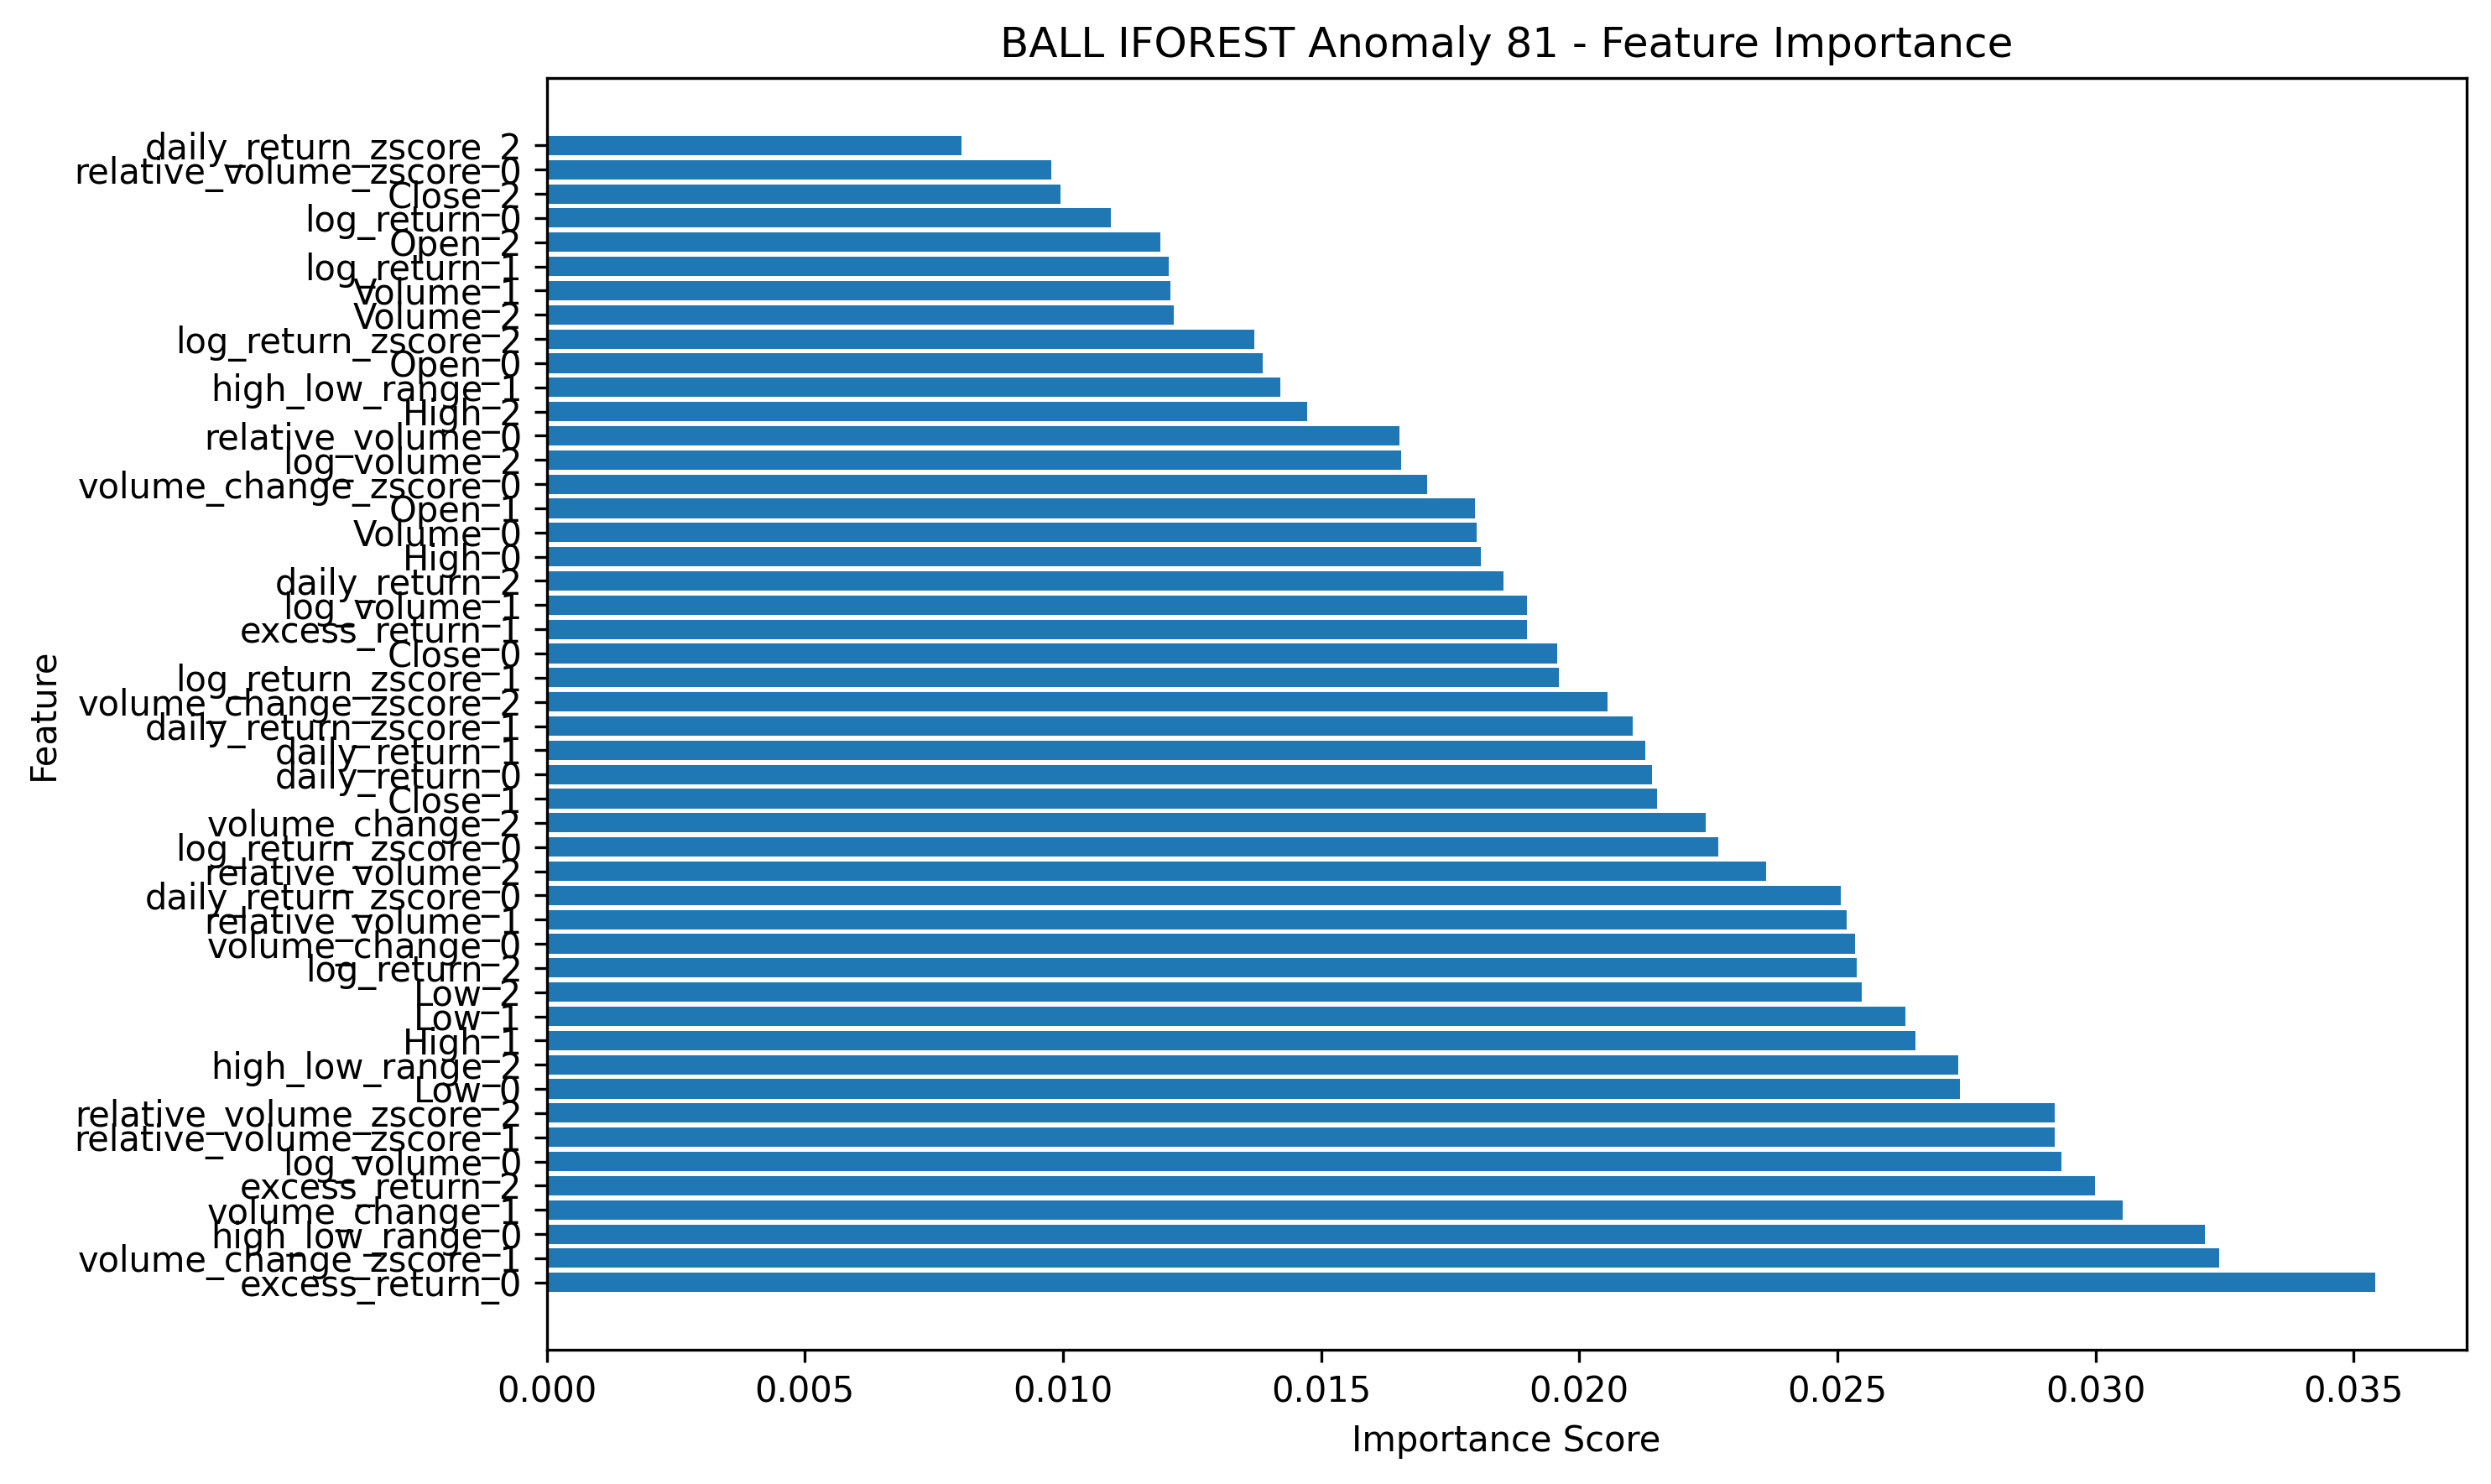 BALL IFOREST Anomaly 81 - Feature Importance
daily_return_zscore_2
relative_volume_zscore_0
Close_2
log_return_0
Open_2
log_return_1
Volume_1
Volume_2
log_return_zscore_2
Open_0
high_low_range_1
High_2
relative_volume_0
log_volume_2
volume_change_zscore_0
Open_1
Volume_0
High_0
daily_return_2
log_volume_1
excess_return_1
Close_0
log_return_zscore_1
volume_change_zscore_2
daily_return_zscore_1
daily_return_1
daily_return_0
Close_1
volume_change_2
log_return_zscore_0
relative_volume_2
daily_return_zscore_0
relative_volume_1
volume_change_0
log_return_2
Low_2
Low_1
High_1
high_low_range_2
Low_0
relative_volume_zscore_2
relative_volume_zscore_1
log_volume_0
excess_return_2
volume_change_1
high_low_range_0
volume_change_zscore_1
excess_return_0
Feature
0.000 0.005 0.010 0.015 0.020 0.025 0.030 0.035
Importance Score